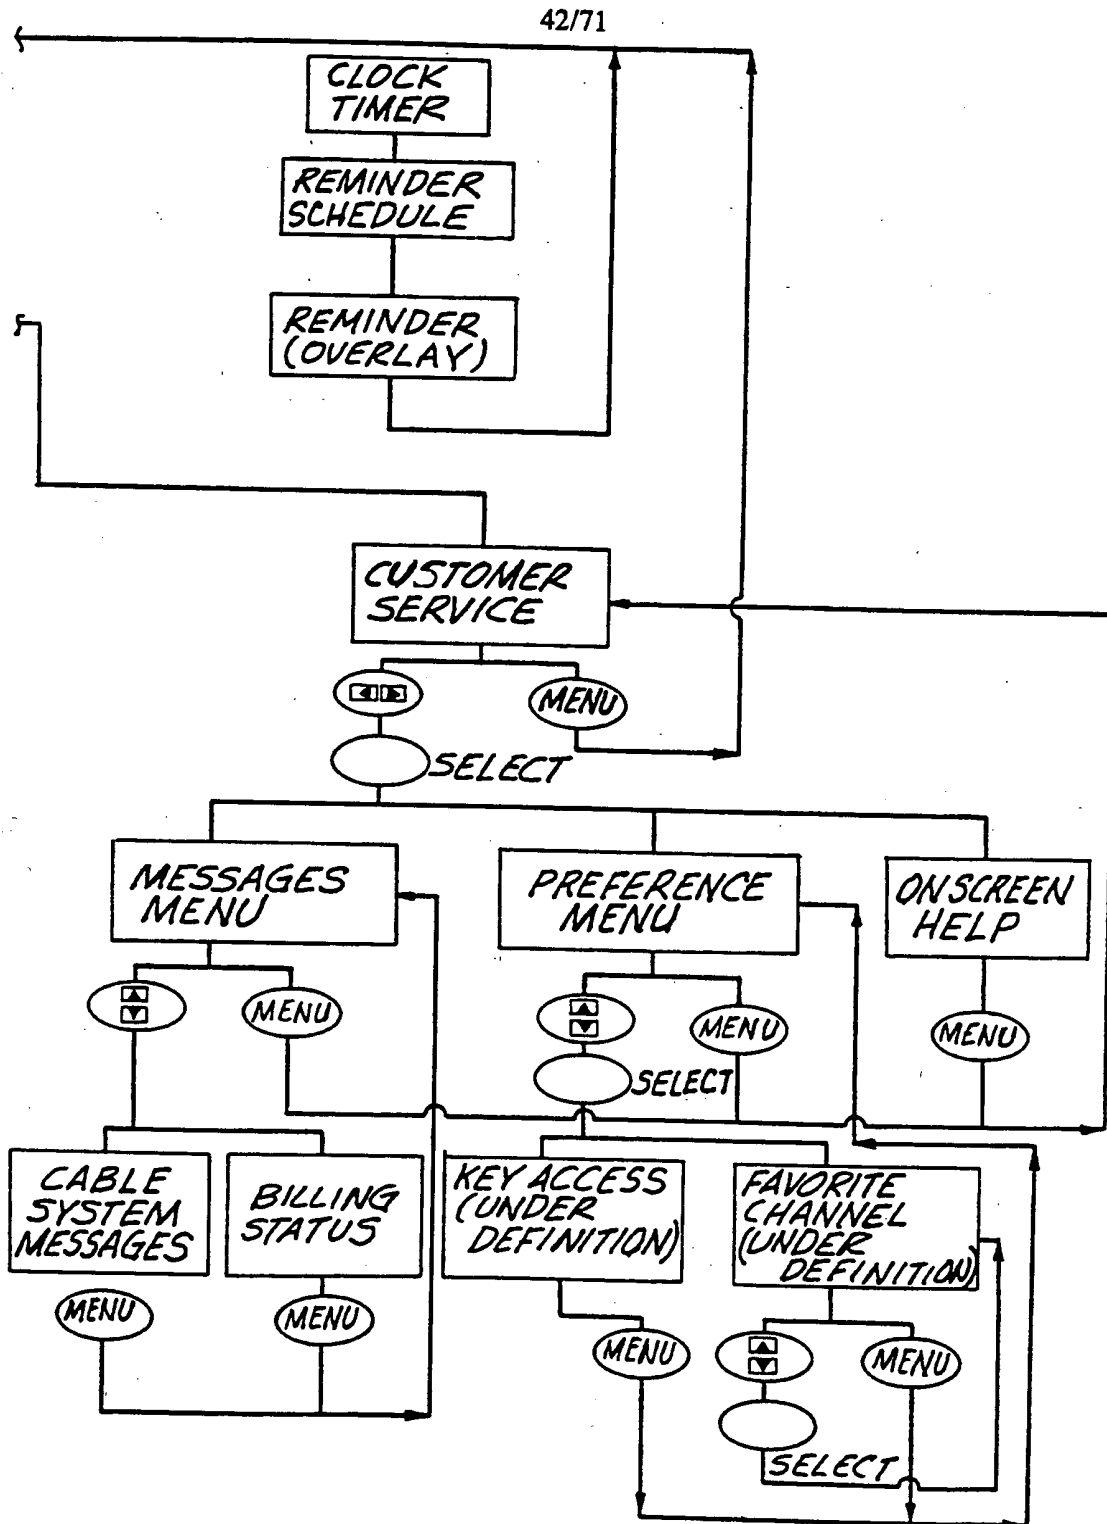 42/71
CLOCK
TIMER
REMINDER
SCHEDULE
REMINDER
(OVERLAY)
CUSTOMER
SERVICE
MENU
SELECT
MESSAGES
MENU
PREFERENCE
MENU
ONSCREEN
HELP
MENU
MENU
MENU
SELECT
CABLE
SYSTEM
MESSAGES
BILLING
STATUS
KEY ACCESS
(UNDER
DEFINITION)
FAVORITE
CHANNEL
(UNDER
DEFINITION)
MENU
MENU
MENU
MENU
SELECT